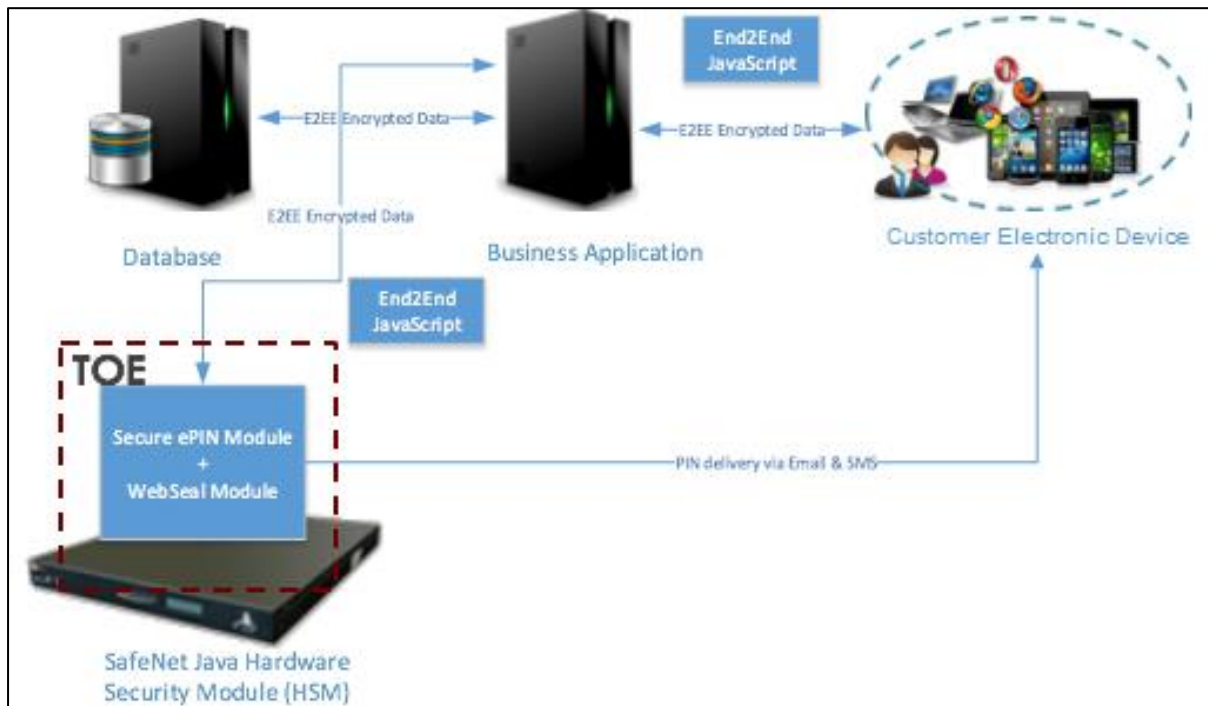 End2End
JavaScript
E2EE Encrypted Data
E2EE Encrypted Data
E2EE Encrypted Data
Database
Business Application
Customer Electronic Device
End2End
JavaScript
TOE
Secure ePIN Module
+
WebSeal Module
PIN delivery via Email & SMS
SafeNet Java Hardware
Security Module (HSM)